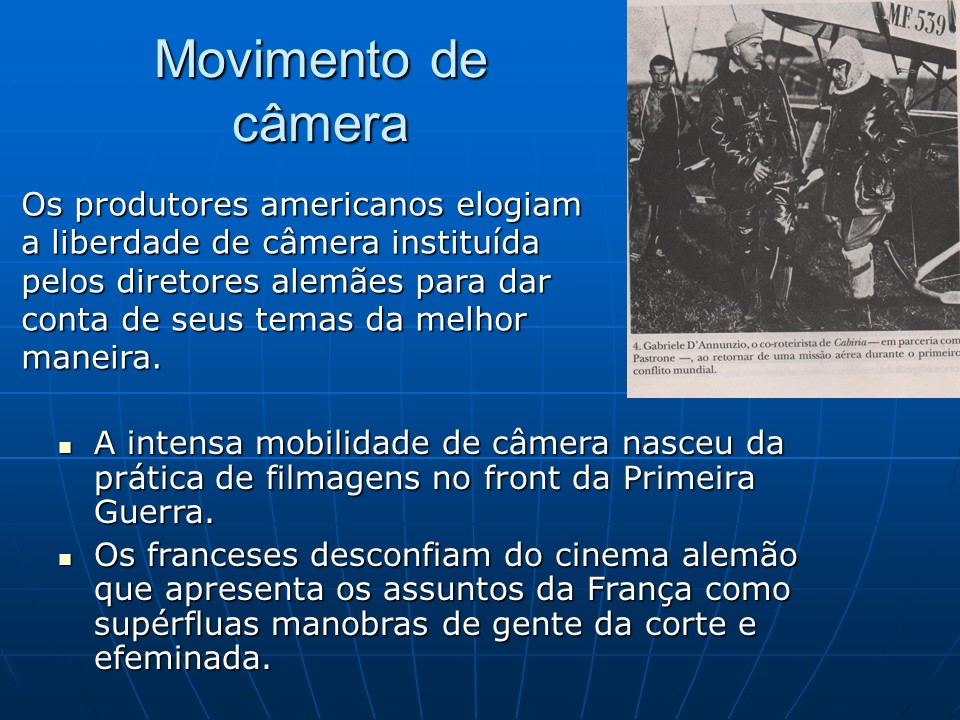 Movimento de
câmera
M.F. 539
Os produtores americanos elogiam
a liberdade de câmera instituída
pelos diretores alemães para dar
conta de seus temas da melhor
maneira.
4. Gabriele D'Annunzio, o co-roteirista de Cabiria — em parceria com
Pastrone —, ao retornar de uma missão aérea durante o primeiro
conflito mundial.
A intensa mobilidade de câmera nasceu da
prática de filmagens no front da Primeira
Guerra.
Os franceses desconfiam do cinema alemão
que apresenta os assuntos da França como
supérfluas manobras de gente da corte e
efeminada.